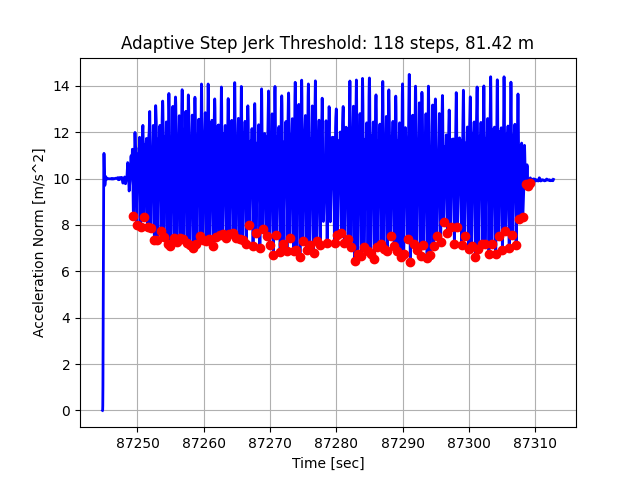 Adaptive Step Jerk Threshold: 118 steps, 81.42 m
Acceleration Norm [m/s^2]
14
12
10
8
6
4
2
0
87250 87260 87270 87280 87290 87300 87310
Time [sec]